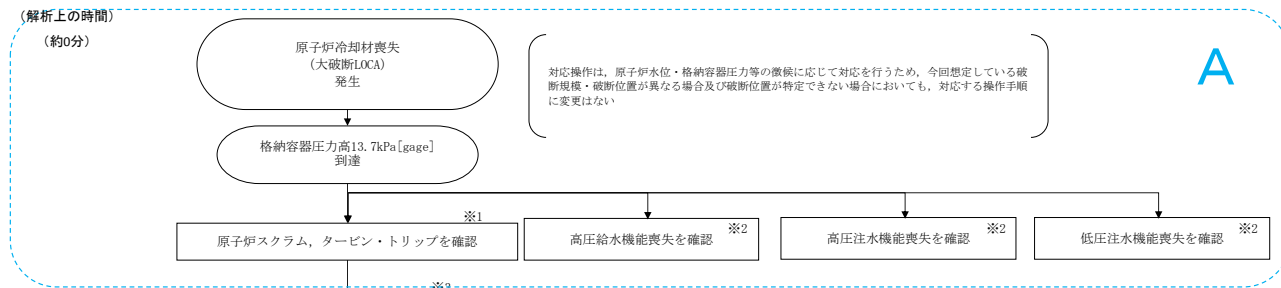 (解析上の時間)
(約0分)
原子炉冷却材喪失
(大破断LOCA)
発生
対応操作は，原子炉水位・格納容器圧力等の徴候に応じて対応を行うため，今回想定している破
断規模・破断位置が異なる場合及び破断位置が特定できない場合においても，対応する操作手順
に変更はない
A
格納容器圧力高13.7kPa[gage]
到達
※1
原子炉スクラム，タービン・トリップを確認
※2
高圧給水機能喪失を確認
※2
高圧注水機能喪失を確認
※2
低圧注水機能喪失を確認